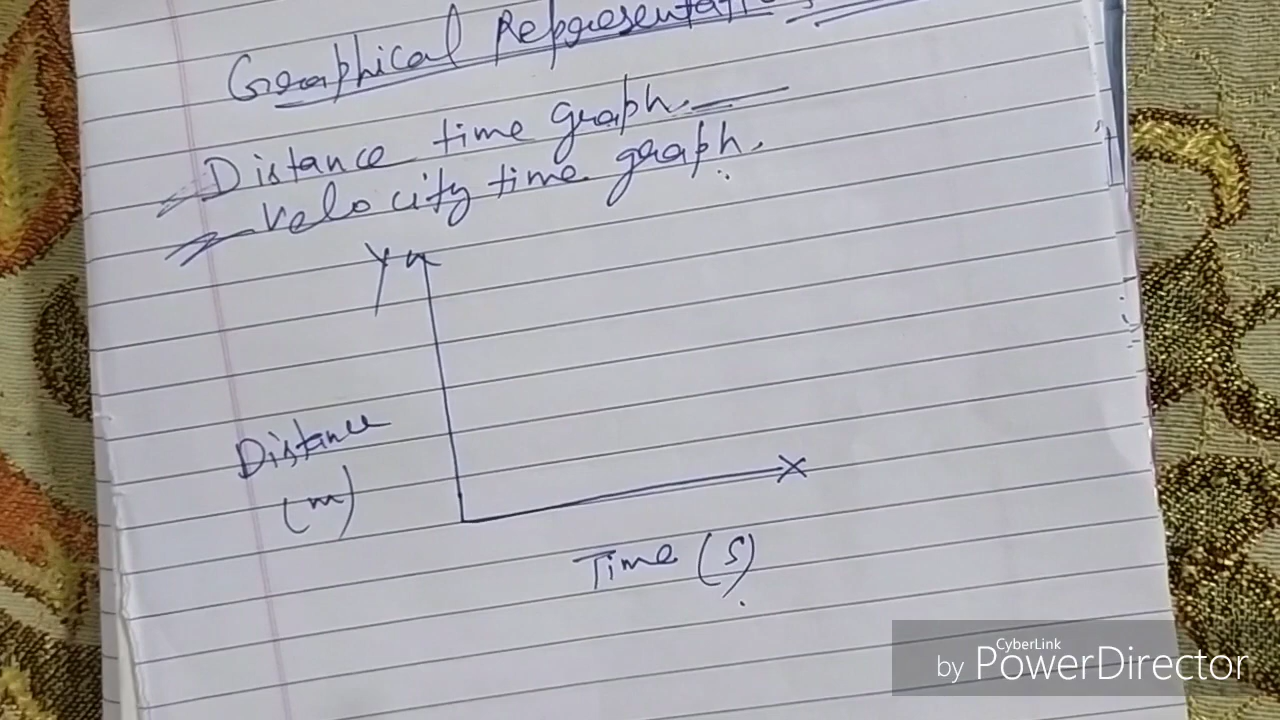 Graphical Representation
Distance time graph.
Velocity time graph.
Y
Distance
(m)
X
Time (S)
CyberLink
by PowerDirector